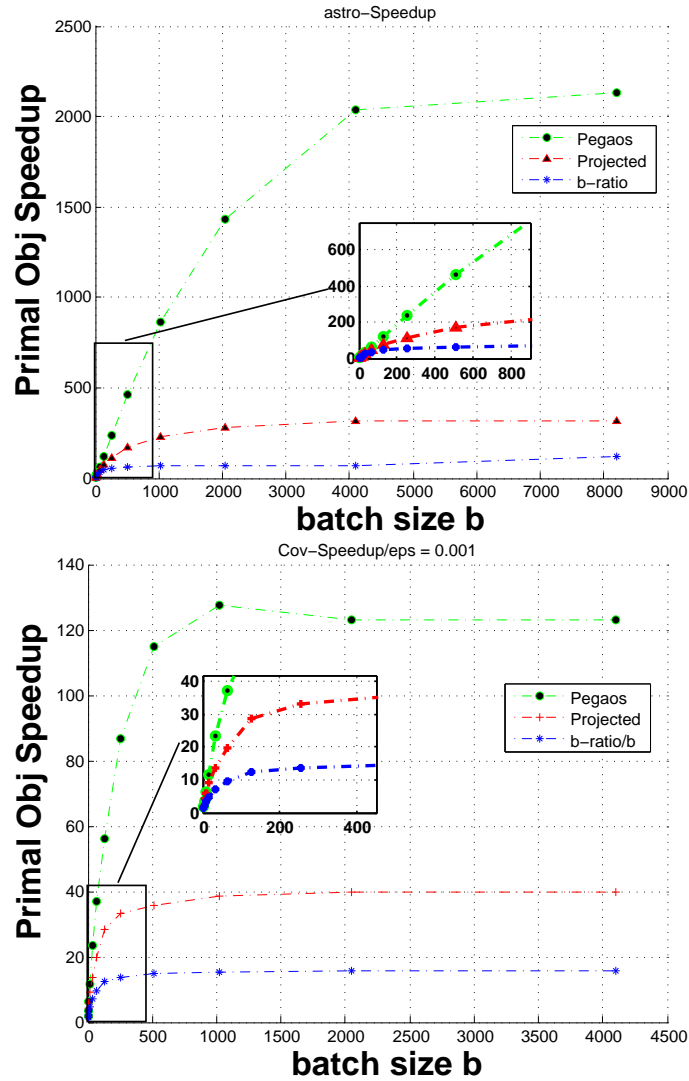 astro-Speedup
Primal Obj Speedup
2500
2000
1500
1000
500
0
0 1000 2000 3000 4000 5000 6000 7000 8000 9000
batch size b
Pegaos
Projected
b-ratio
600
400
200
0
0 200 400 600 800
Cov-Speedup/eps = 0.001
Primal Obj Speedup
140
120
100
80
60
40
20
0
0 500 1000 1500 2000 2500 3000 3500 4000 4500
batch size b
Pegaos
Projected
b-ratio/b
40
30
20
10
0
0 200 400